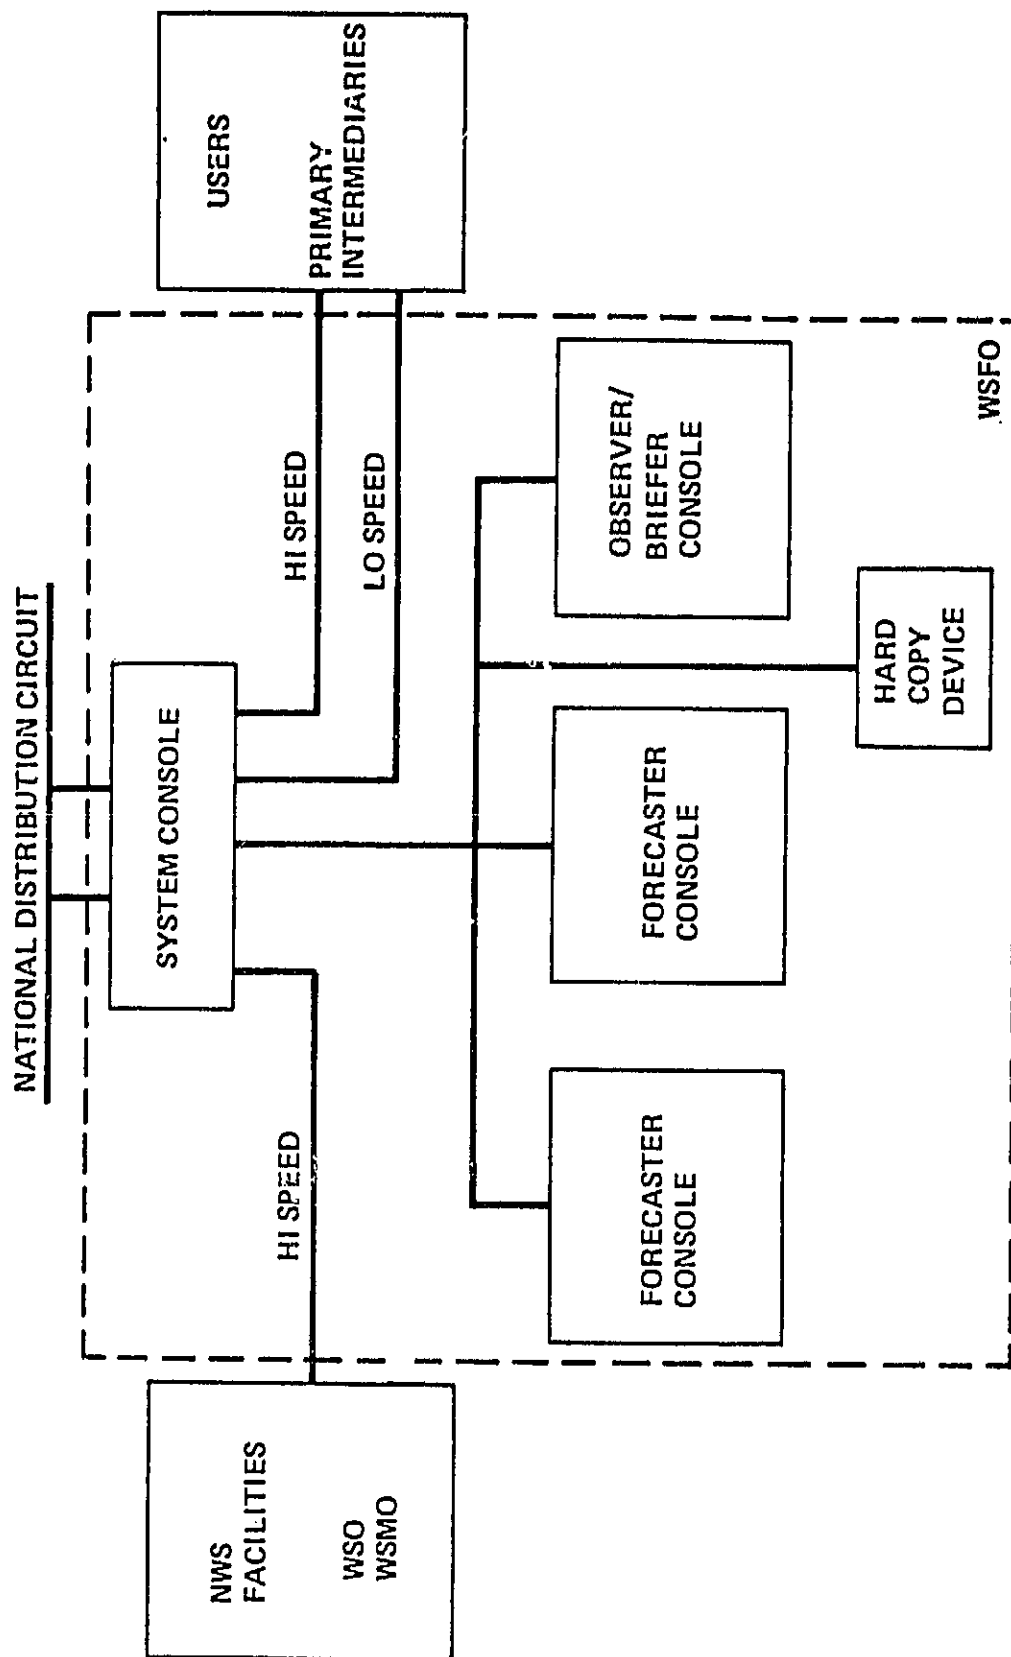 NATIONAL DISTRIBUTION CIRCUIT
SYSTEM CONSOLE
HI SPEED
HI SPEED
LO SPEED
NWS
FACILITIES
WSO
WSMO
USERS
PRIMARY
INTERMEDIARIES
FORECASTER
CONSOLE
FORECASTER
CONSOLE
OBSERVER/
BRIEFER
CONSOLE
HARD
COPY
DEVICE
WSFO